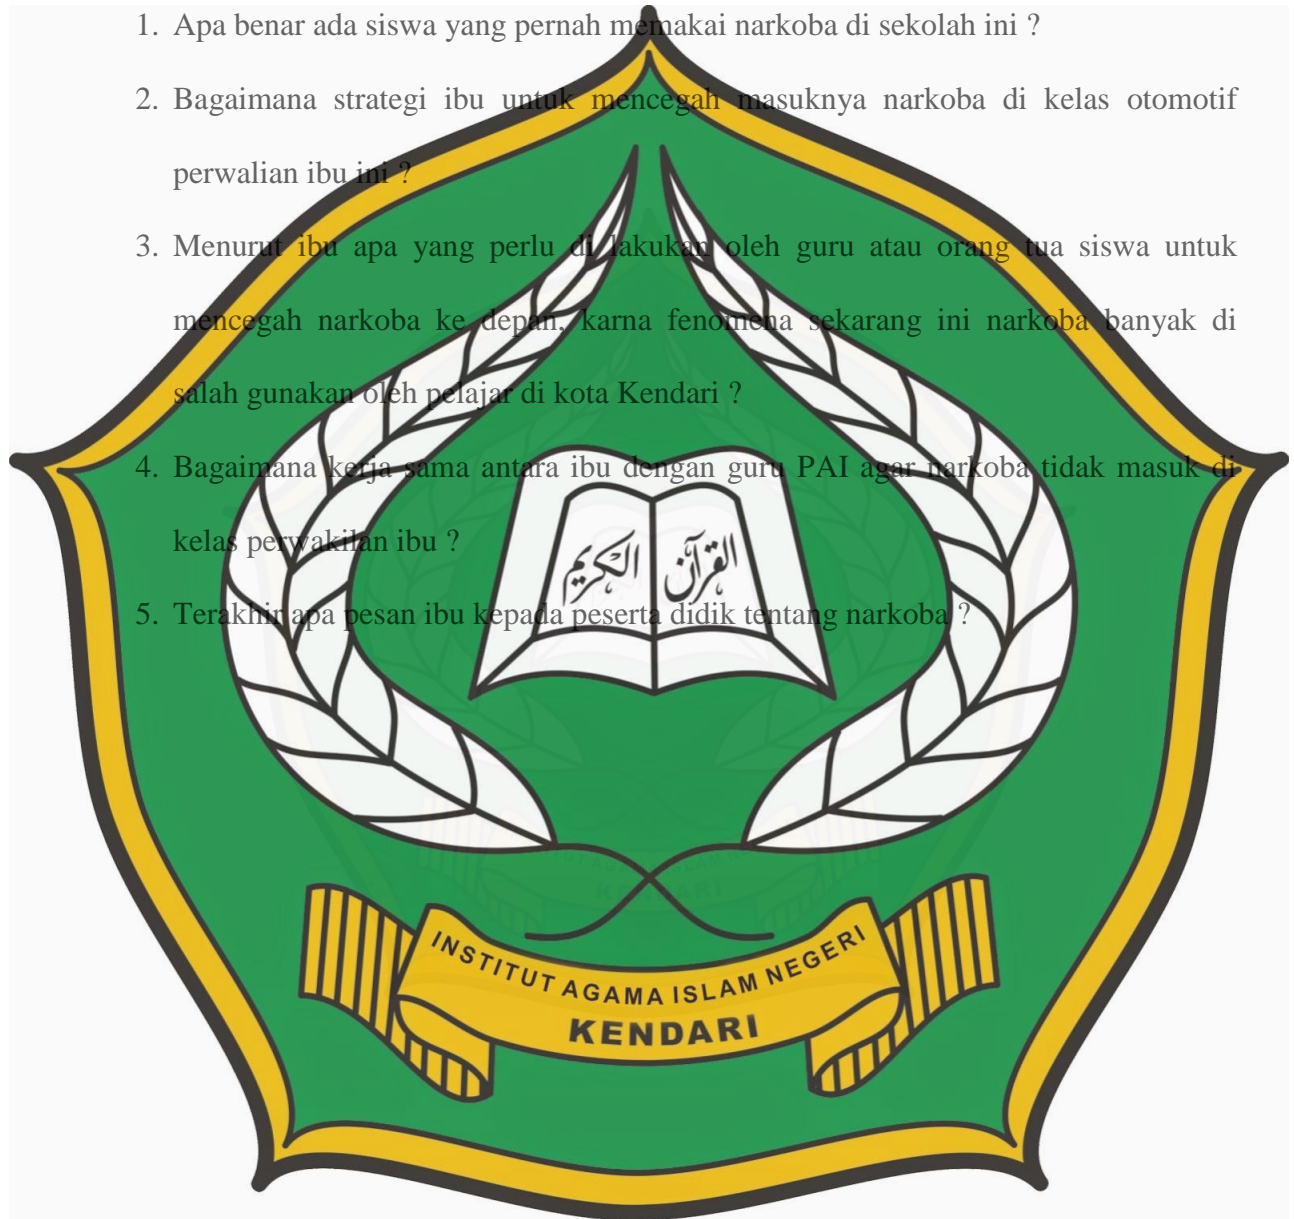 1. Apa benar ada siswa yang pernah memakai narkoba di sekolah ini ?
2. Bagaimana strategi ibu untuk mencegah masuknya narkoba di kelas otomotif
perwalian ibu ini ?
3. Menurut ibu apa yang perlu di lakukan oleh guru atau orang tua siswa untuk
mencegah narkoba ke depan, karna fenomena sekarang ini narkoba banyak di
salah gunakan oleh pelajar di kota Kendari ?
4. Bagaimana kerja sama antara ibu dengan guru PAI agar narkoba tidak masuk di
kelas perwakilan ibu ?
القرآن الكريم
5. Terakhir apa pesan ibu kepada peserta didik tentang narkoba ?
INSTITUT AGAMA ISLAM NEGERI
KENDARI